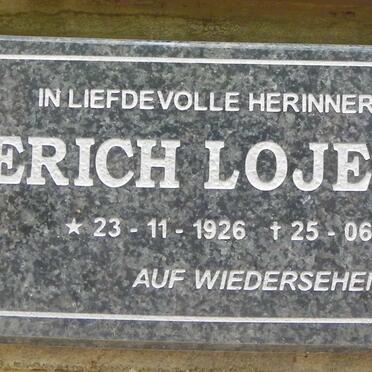 IN LIEFDEVOLLE HERINNER
ERICH LOJE
★ 23 - 11 - 1926 † 25 - 06
AUF WIEDERSEHEN